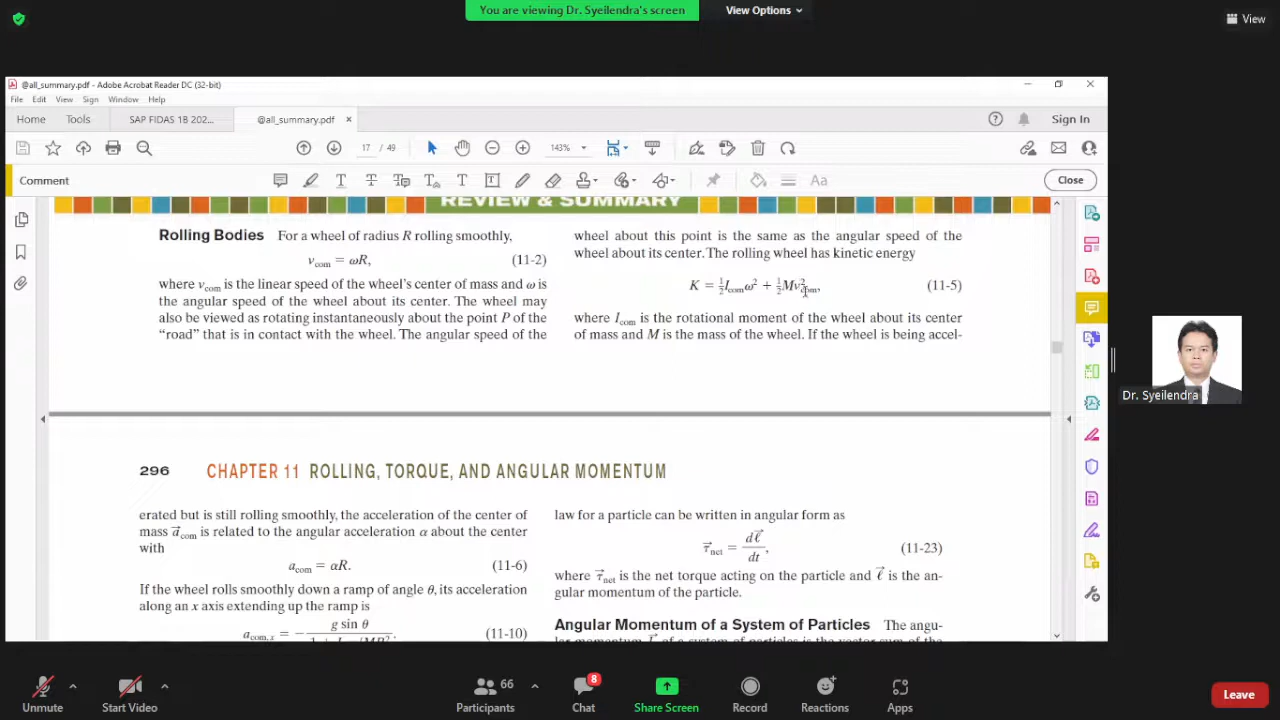 You are viewing Dr. Syeilendra's screen
View Options
View
@all_summary.pdf - Adobe Acrobat Reader DC (32-bit)
File Edit View Sign Window Help
Home Tools SAP FIDAS 1B 202... @all_summary.pdf ×
Sign In
17 / 49
143%
Comment
Close
REVIEW & SUMMARY
Rolling Bodies For a wheel of radius R rolling smoothly,
v_com = ωR, (11-2)
where v_com is the linear speed of the wheel's center of mass and ω is
the angular speed of the wheel about its center. The wheel may
also be viewed as rotating instantaneously about the point P of the
"road" that is in contact with the wheel. The angular speed of the
wheel about this point is the same as the angular speed of the
wheel about its center. The rolling wheel has kinetic energy
K = ½I_comω² + ½Mv²_com, (11-5)
where I_com is the rotational moment of the wheel about its center
of mass and M is the mass of the wheel. If the wheel is being accel-
296 CHAPTER 11 ROLLING, TORQUE, AND ANGULAR MOMENTUM
erated but is still rolling smoothly, the acceleration of the center of
mass a⃗_com is related to the angular acceleration α about the center
with
a_com = αR. (11-6)
If the wheel rolls smoothly down a ramp of angle θ, its acceleration
along an x axis extending up the ramp is
a_com,x = − g sin θ (11-10)
law for a particle can be written in angular form as
τ⃗_net = dℓ⃗/dt, (11-23)
where τ⃗_net is the net torque acting on the particle and ℓ⃗ is the an-
gular momentum of the particle.
Angular Momentum of a System of Particles The angu-
Dr. Syeilendra
Unmute
Start Video
66
Participants
8
Chat
Share Screen
Record
Reactions
Apps
Leave